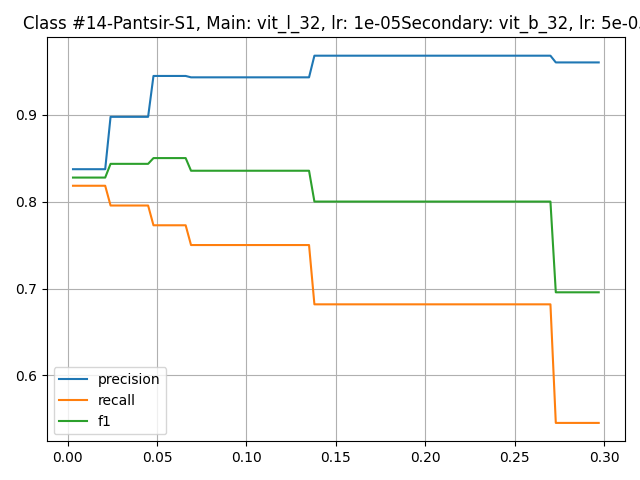 Class #14-Pantsir-S1, Main: vit_l_32, lr: 1e-05Secondary: vit_b_32, lr: 5e-0
0.9
0.8
0.7
0.6
precision
recall
f1
0.00 0.05 0.10 0.15 0.20 0.25 0.30